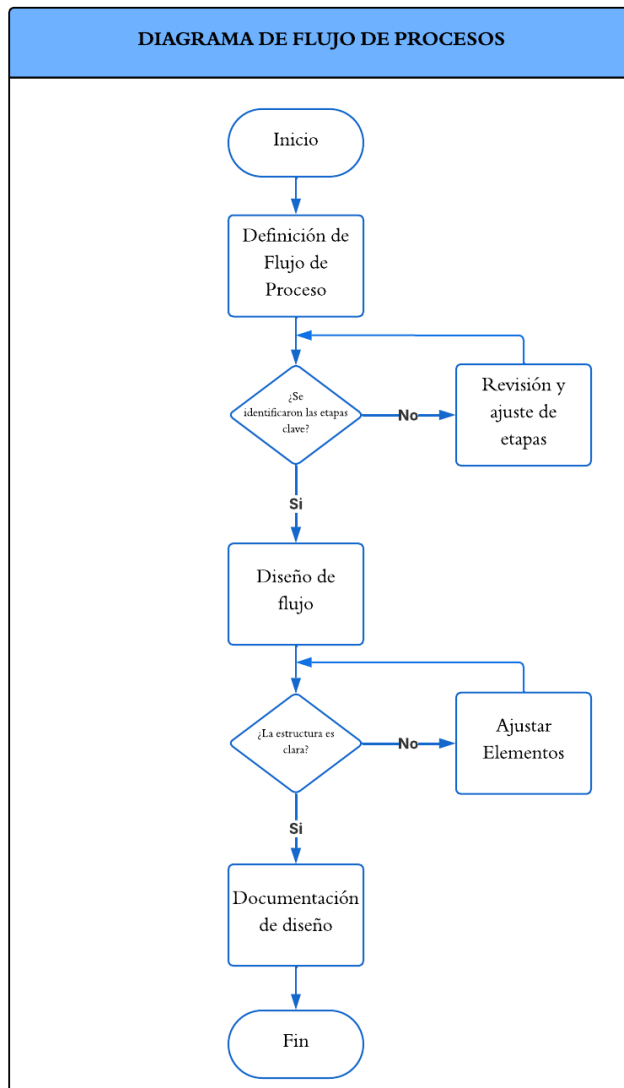 DIAGRAMA DE FLUJO DE PROCESOS
Inicio
Definición de
Flujo de
Proceso
¿Se
identificaron las etapas
clave?
No
Revisión y
ajuste de
etapas
Si
Diseño de
flujo
¿La estructura es
clara?
No
Ajustar
Elementos
Si
Documentación
de diseño
Fin